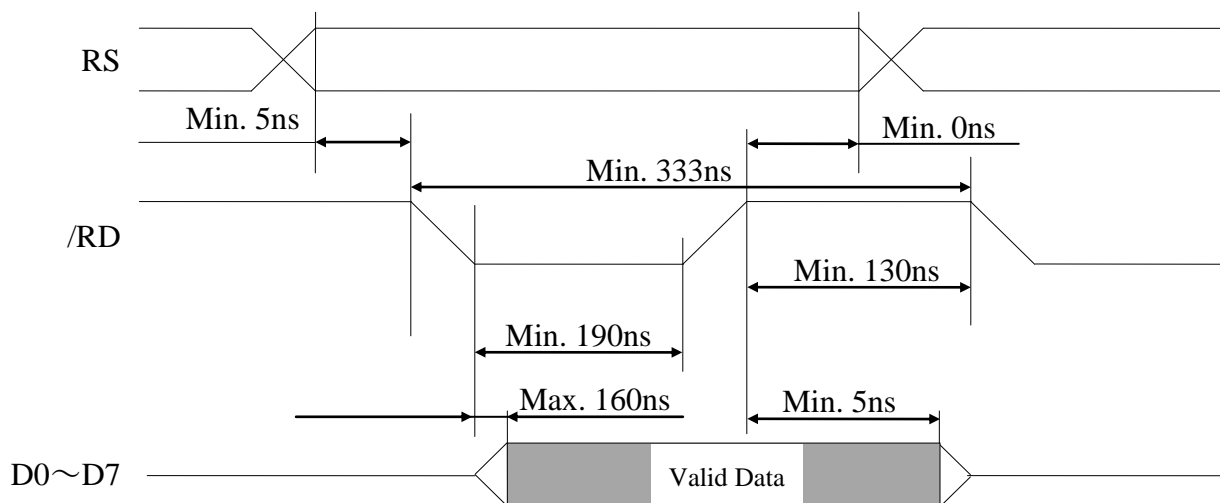 RS
Min. 5ns
Min. 0ns
Min. 333ns
/RD
Min. 130ns
Min. 190ns
Max. 160ns
Min. 5ns
D0～D7
Valid Data